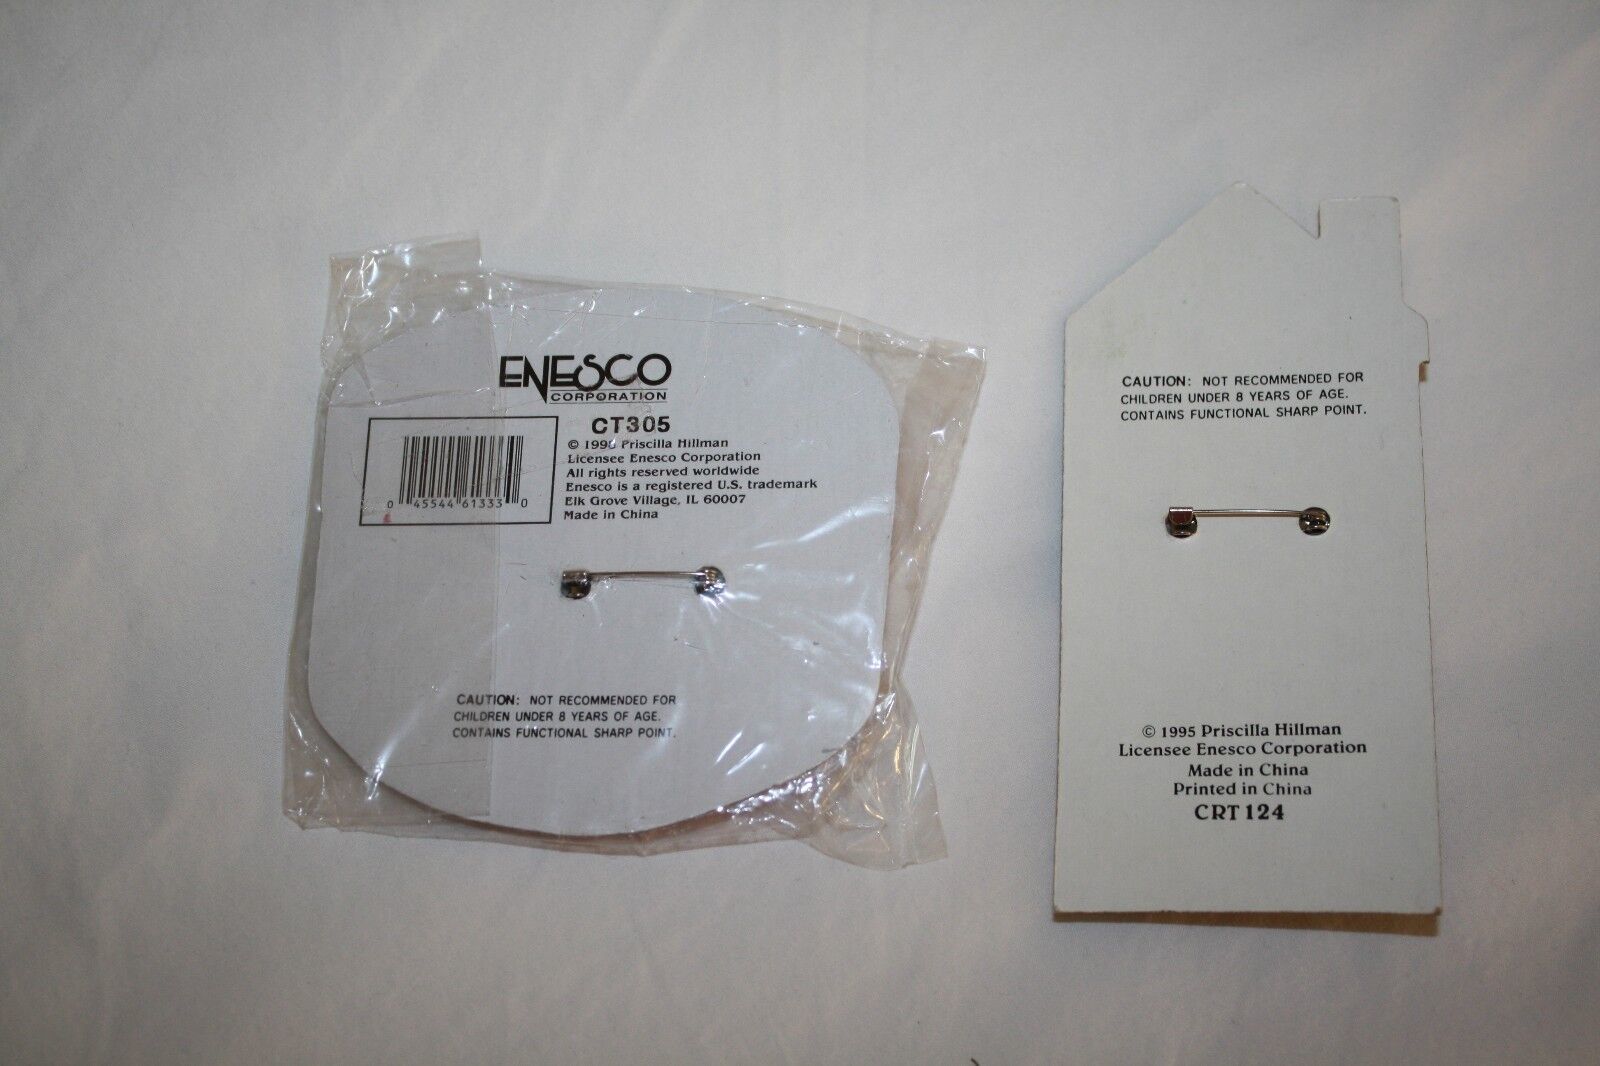 ENESCO
CORPORATION
CT305
© Priscilla Hillman
Licensee Enesco Corporation
All rights reserved worldwide
Enesco is a registered U.S. trademark
Elk Grove Village, IL 60007
Made in China
0 45544 61333 0
CAUTION: NOT RECOMMENDED FOR
CHILDREN UNDER 8 YEARS OF AGE.
CONTAINS FUNCTIONAL SHARP POINT.
CAUTION: NOT RECOMMENDED FOR
CHILDREN UNDER 8 YEARS OF AGE.
CONTAINS FUNCTIONAL SHARP POINT.
© 1995 Priscilla Hillman
Licensee Enesco Corporation
Made in China
Printed in China
CRT 124